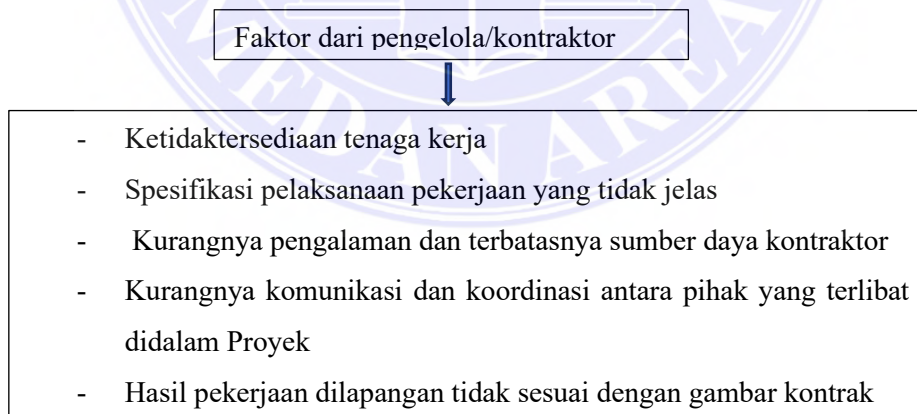 MEDAN AREA
Faktor dari pengelola/kontraktor
- Ketidaktersediaan tenaga kerja
- Spesifikasi pelaksanaan pekerjaan yang tidak jelas
- Kurangnya pengalaman dan terbatasnya sumber daya kontraktor
- Kurangnya komunikasi dan koordinasi antara pihak yang terlibat
didalam Proyek
- Hasil pekerjaan dilapangan tidak sesuai dengan gambar kontrak